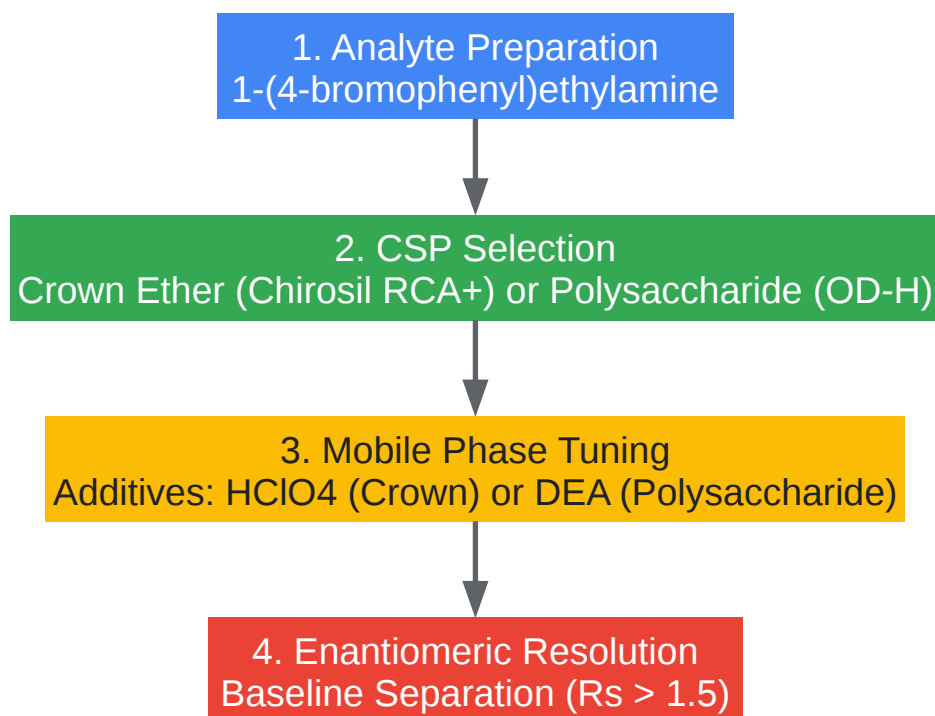 1. Analyte Preparation
1-(4-bromophenyl)ethylamine
2. CSP Selection
Crown Ether (Chirosil RCA+) or Polysaccharide (OD-H)
3. Mobile Phase Tuning
Additives: HClO4 (Crown) or DEA (Polysaccharide)
4. Enantiomeric Resolution
Baseline Separation (Rs > 1.5)